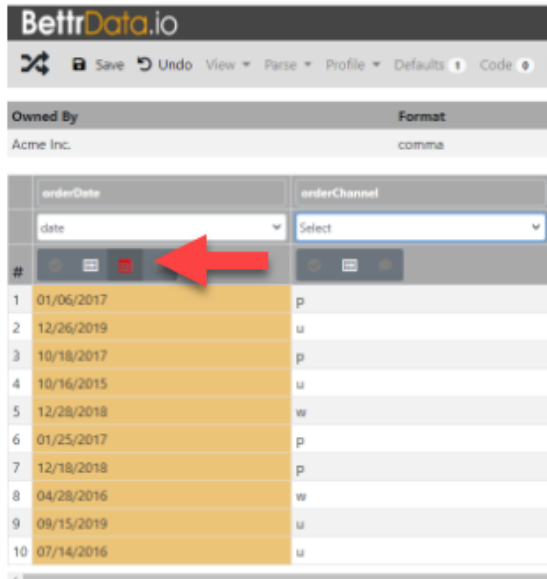 BettrData.io
Save Undo View Parse Profile Defaults 1 Code 0
Owned By Format
Acme Inc. comma
orderDate orderChannel
date Select
#
1 01/06/2017 p
2 12/26/2019 u
3 10/18/2017 p
4 10/16/2015 u
5 12/28/2018 w
6 01/25/2017 p
7 12/18/2018 p
8 04/28/2016 w
9 09/15/2019 u
10 07/14/2016 u